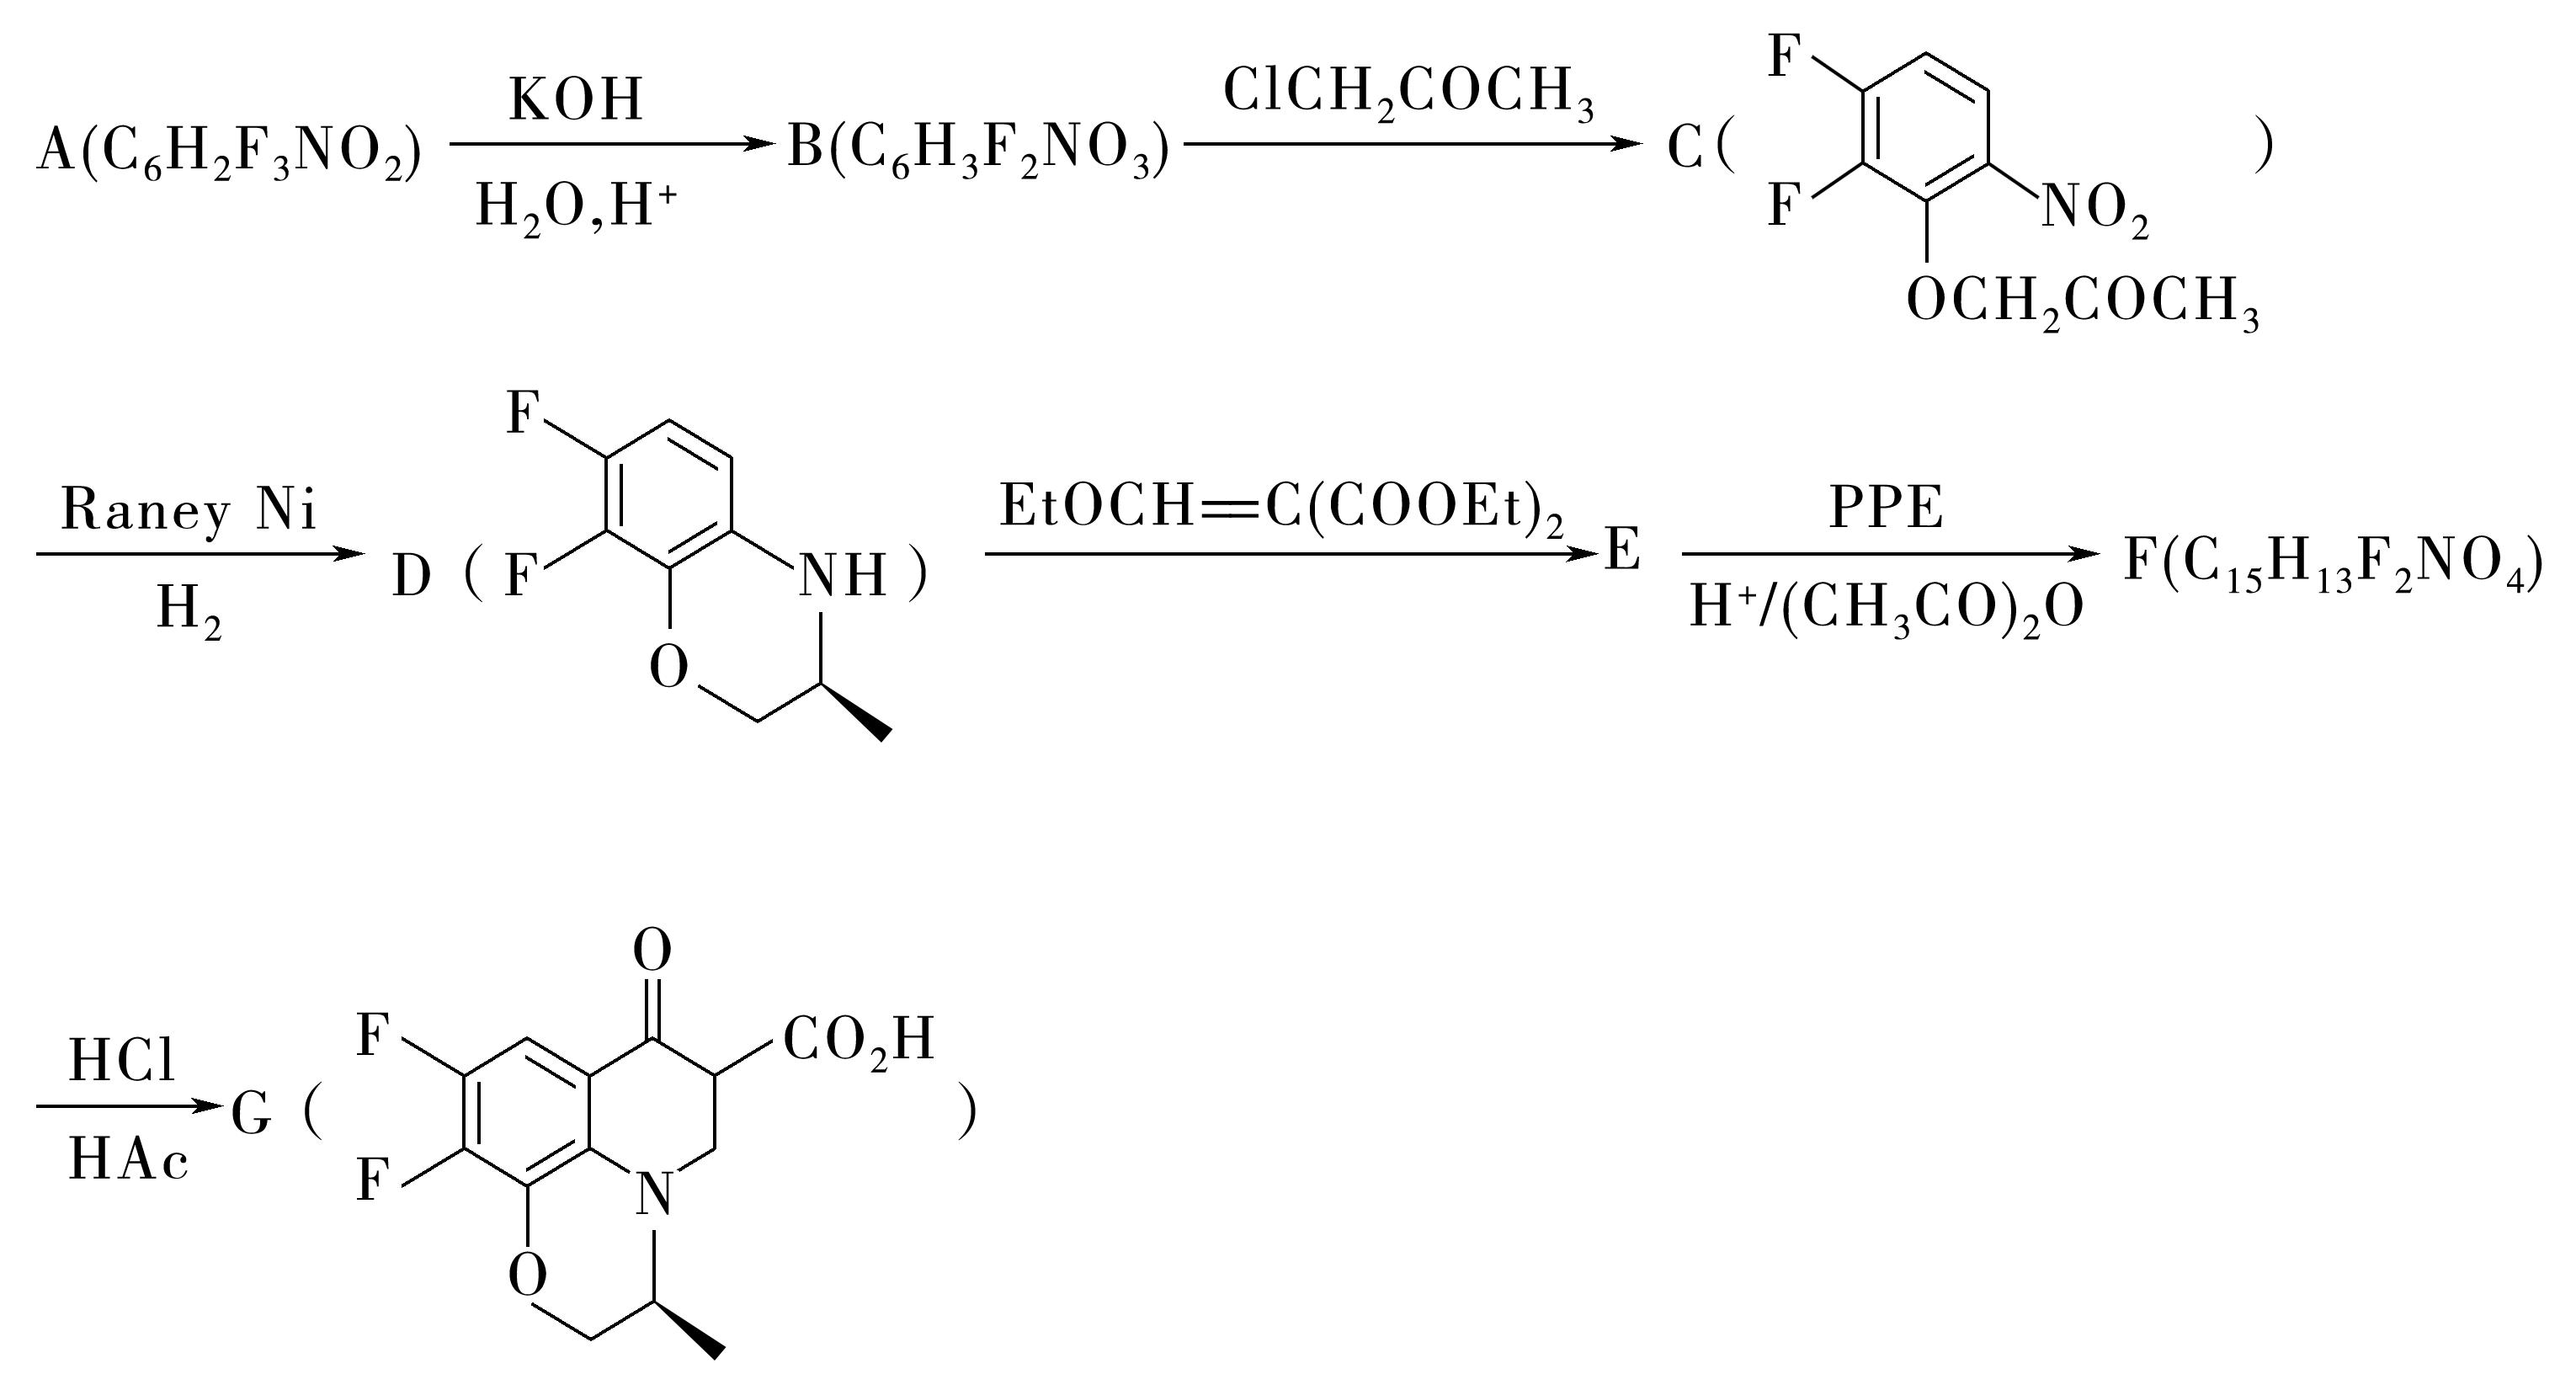 A(C₆H₂F₃NO₂) KOH H₂O,H⁺ B(C₆H₃F₂NO₃) ClCH₂COCH₃ C( F F NO₂ OCH₂COCH₃ )
Raney Ni H₂ D ( F F NH O ) EtOCH=C(COOEt)₂ E PPE H⁺/(CH₃CO)₂O F(C₁₅H₁₃F₂NO₄)
HCl HAc G ( O F F CO₂H N O )